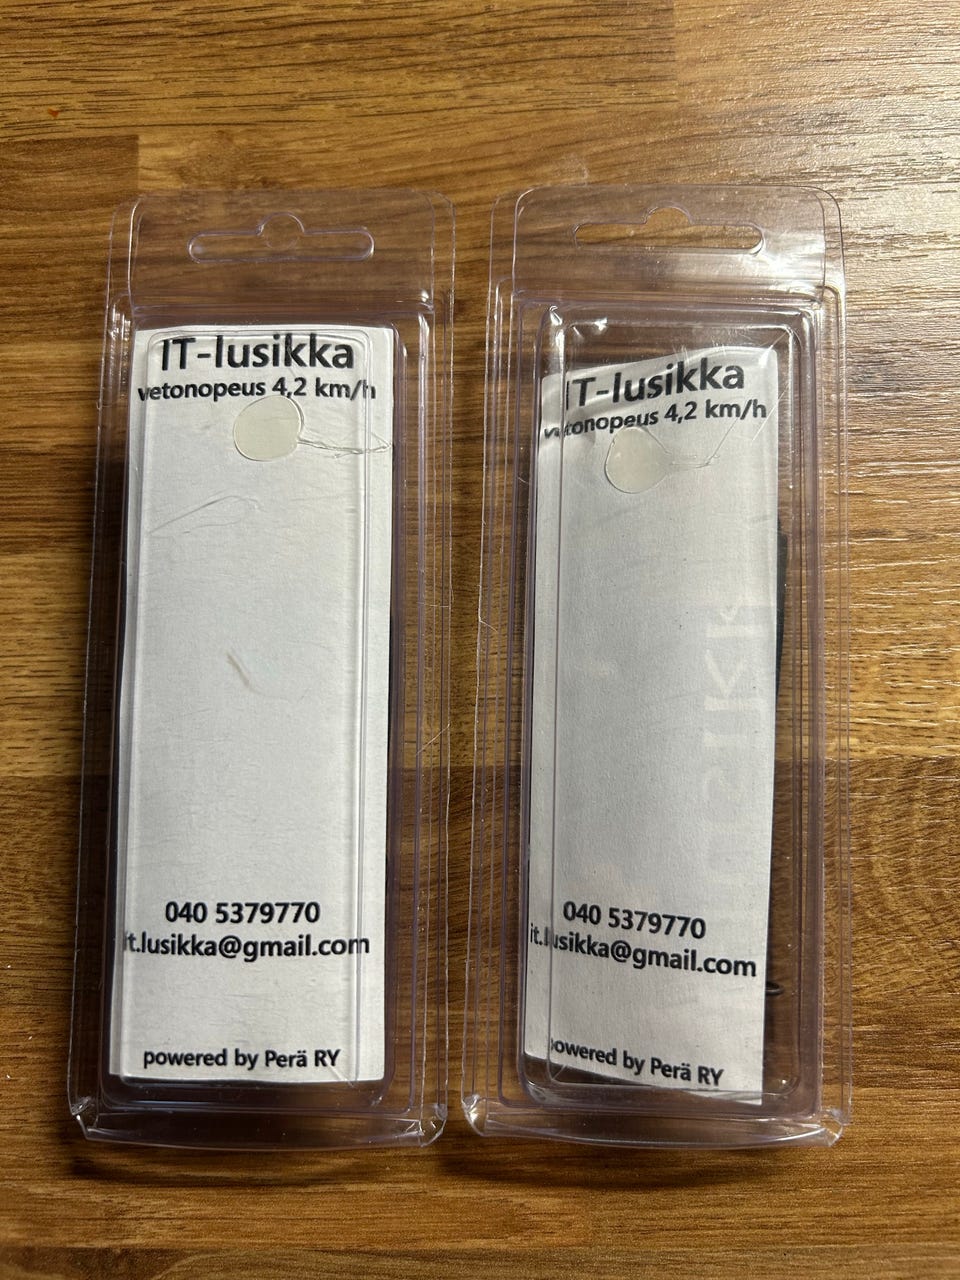 IT-lusikka
vetonopeus 4,2 km/h
040 5379770
it.lusikka@gmail.com
powered by Perä RY
IT-lusikka
vetonopeus 4,2 km/h
040 5379770
it.lusikka@gmail.com
powered by Perä RY